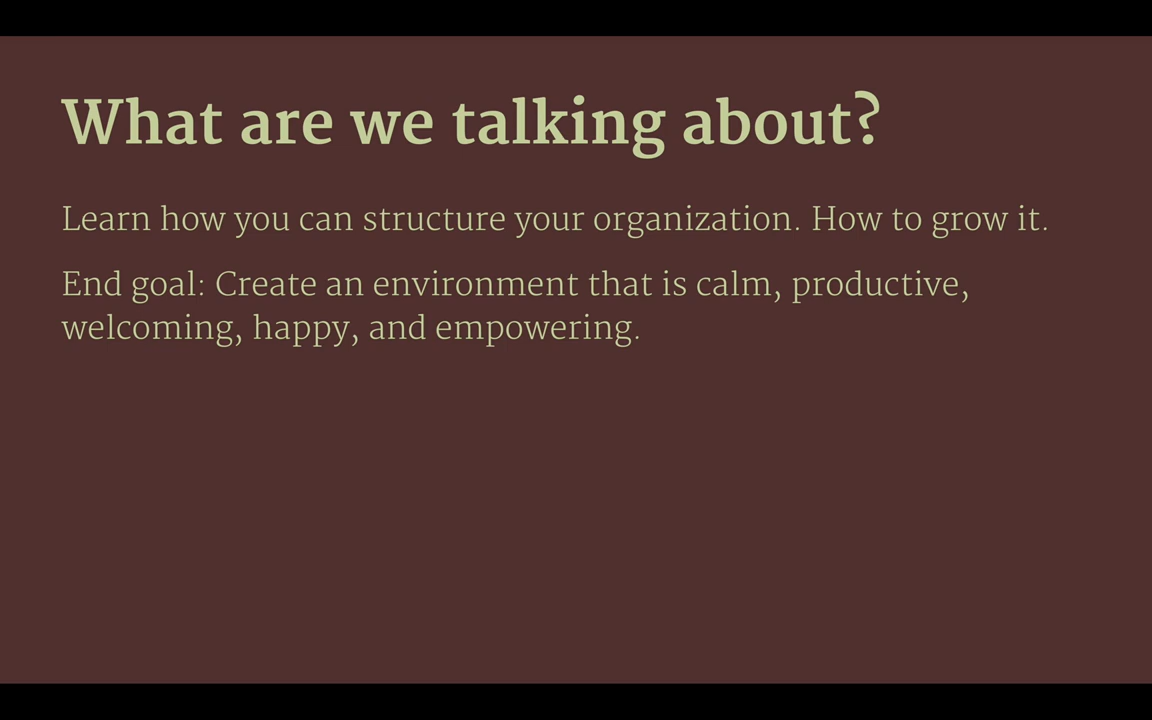 What are we talking about?
Learn how you can structure your organization. How to grow it.
End goal: Create an environment that is calm, productive,
welcoming, happy, and empowering.